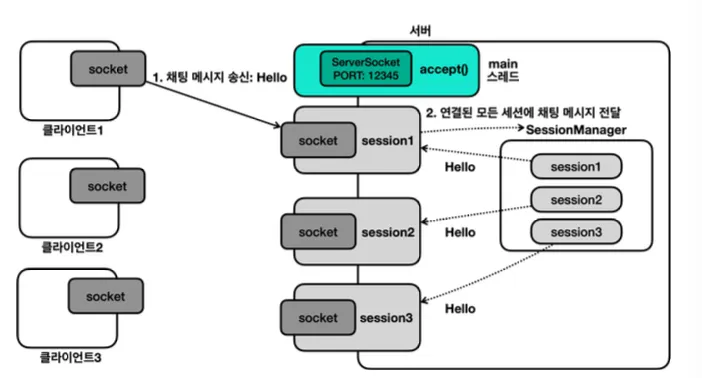 서버
ServerSocket
PORT: 12345
accept()
main
스레드
socket
1. 채팅 메시지 송신: Hello
클라이언트1
2. 연결된 모든 세션에 채팅 메시지 전달
SessionManager
socket
session1
Hello
session1
session2
session3
socket
클라이언트2
socket
session2
Hello
socket
클라이언트3
socket
session3
Hello